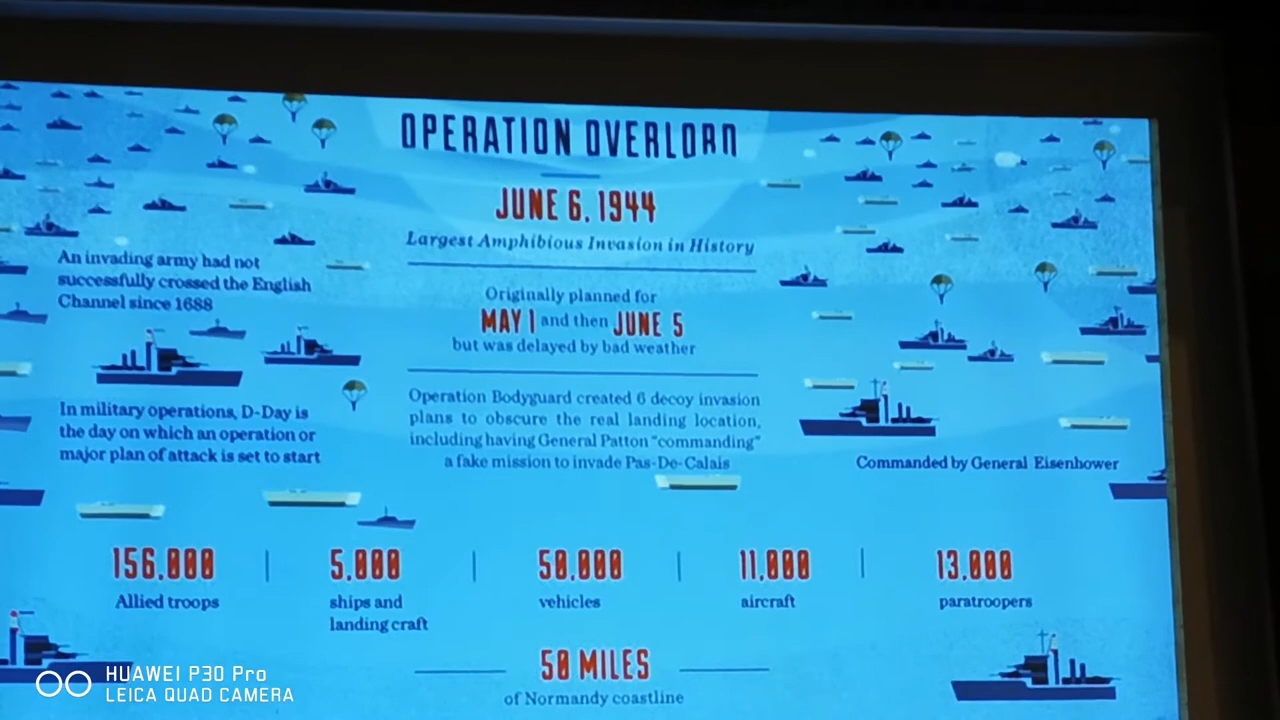 OPERATION OVERLORD
JUNE 6, 1944
Largest Amphibious Invasion in History
An invading army had not
successfully crossed the English
Channel since 1688
Originally planned for
MAY 1 and then JUNE 5
but was delayed by bad weather
In military operations, D-Day is
the day on which an operation or
major plan of attack is set to start
Operation Bodyguard created 6 decoy invasion
plans to obscure the real landing location,
including having General Patton "commanding"
a fake mission to invade Pas-De-Calais
Commanded by General Eisenhower
156,000
Allied troops
5,000
ships and
landing craft
50,000
vehicles
11,000
aircraft
13,000
paratroopers
50 MILES
of Normandy coastline
HUAWEI P30 Pro
LEICA QUAD CAMERA